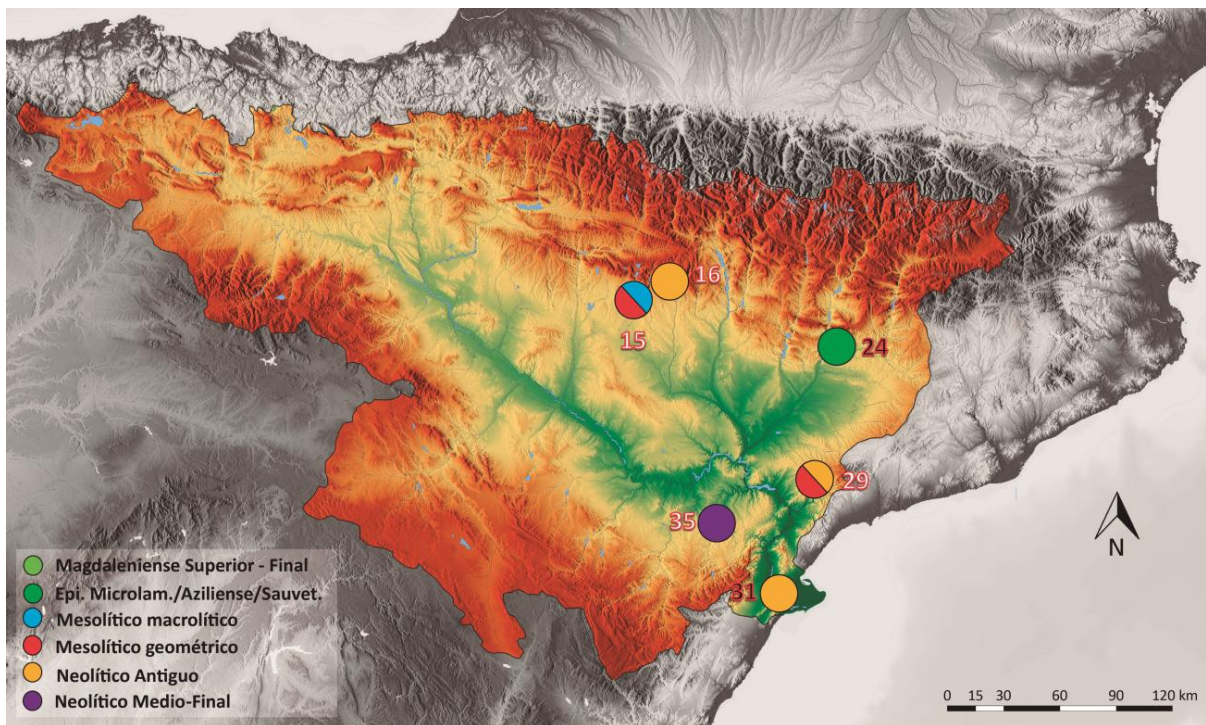 16
15
24
29
35
31
N
Magdaleniense Superior - Final
Epi. Microlam./Aziliense/Sauvet.
Mesolítico macrolítico
Mesolítico geométrico
Neolítico Antiguo
Neolítico Medio-Final
0 15 30 60 90 120 km